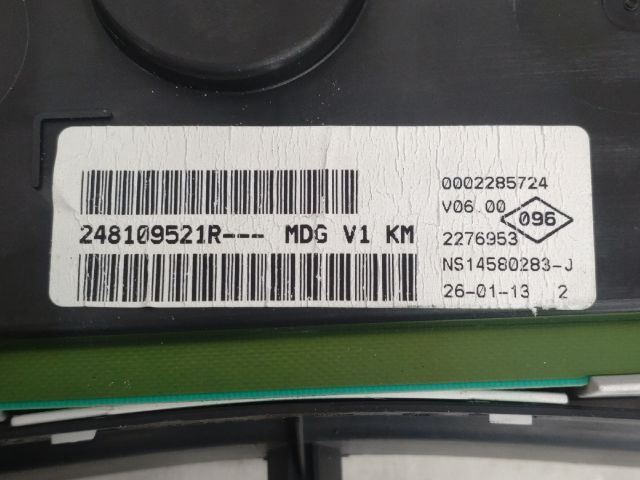 0002285724
V06.00
096
248109521R--- MDG V1 KM
2276953
NS14580283-J
26-01-13 2